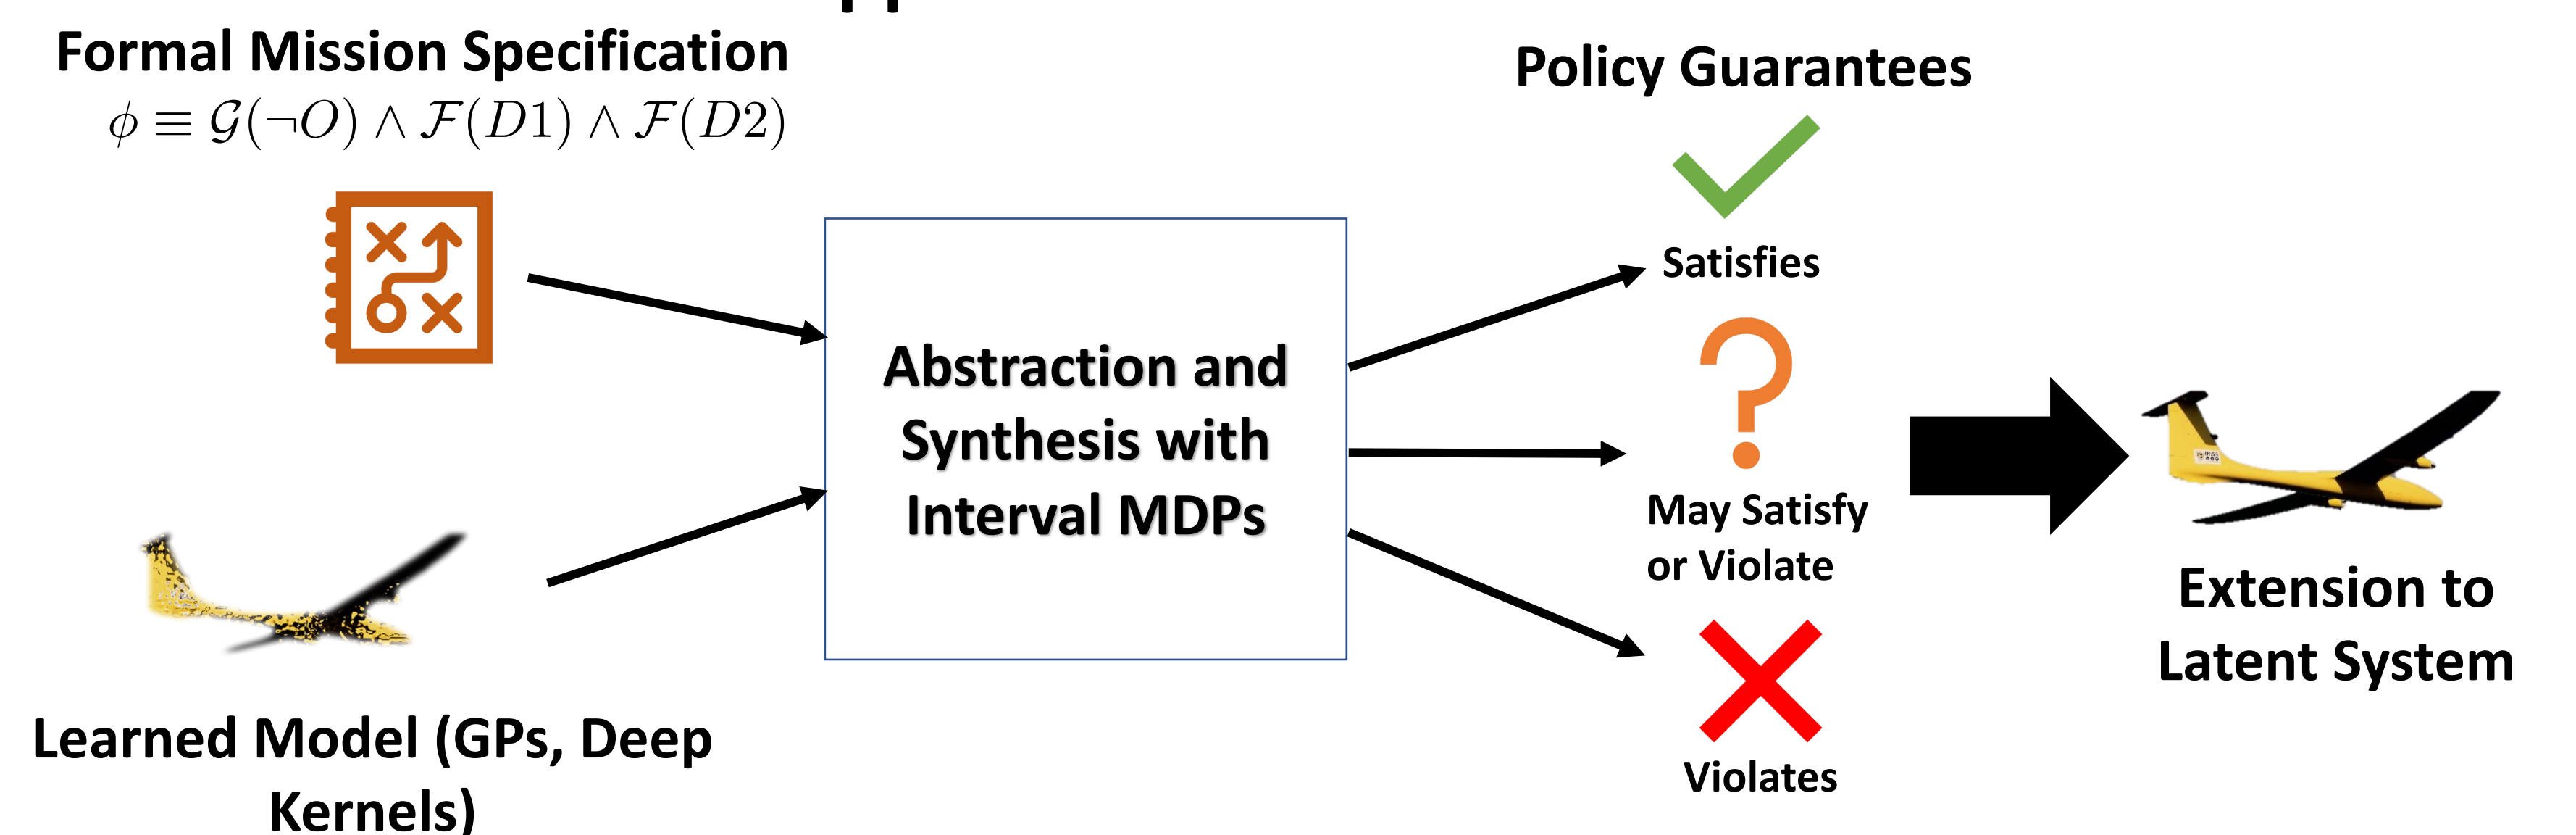 Formal Mission Specification
ϕ ≡ 𝒢(¬O) ∧ ℱ(D1) ∧ ℱ(D2)
Learned Model (GPs, Deep
Kernels)
Abstraction and
Synthesis with
Interval MDPs
Policy Guarantees
Satisfies
May Satisfy
or Violate
Violates
Extension to
Latent System